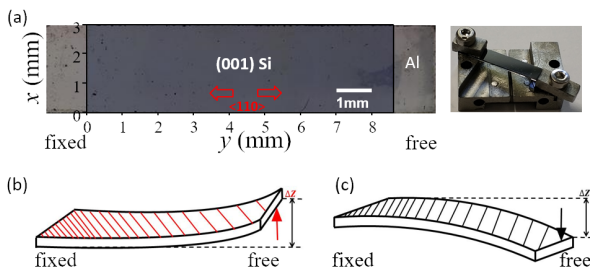 (a)
x (mm)
3
2
1
0
(001) Si
Al
<110>
1mm
0 1 2 3 4 5 6 7 8
fixed
y (mm)
free
(b)
ΔZ
fixed
free
(c)
ΔZ
fixed
free